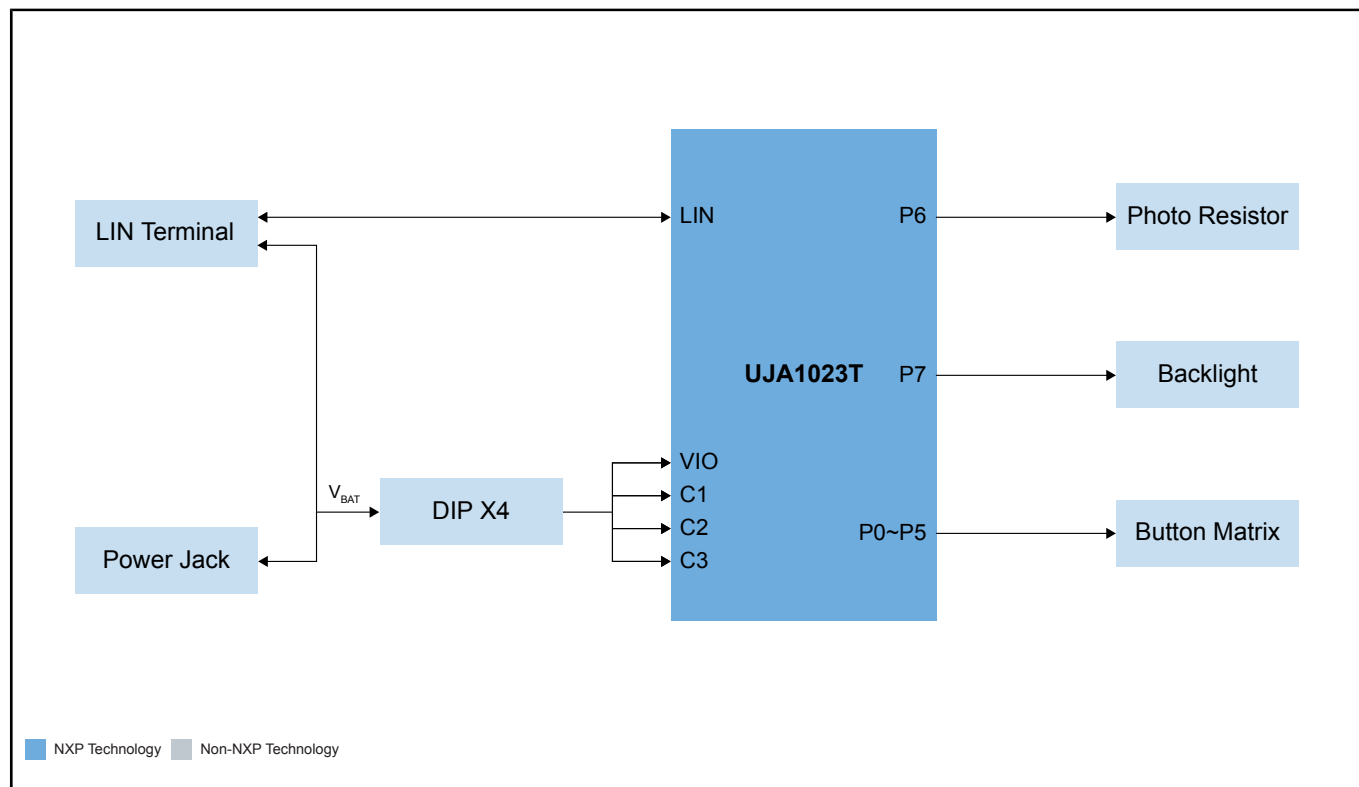 LIN Terminal
LIN
P6
Photo Resistor
UJA1023T
P7
Backlight
VIO
C1
C2
C3
V_BAT
DIP X4
Power Jack
P0~P5
Button Matrix
NXP Technology
Non-NXP Technology